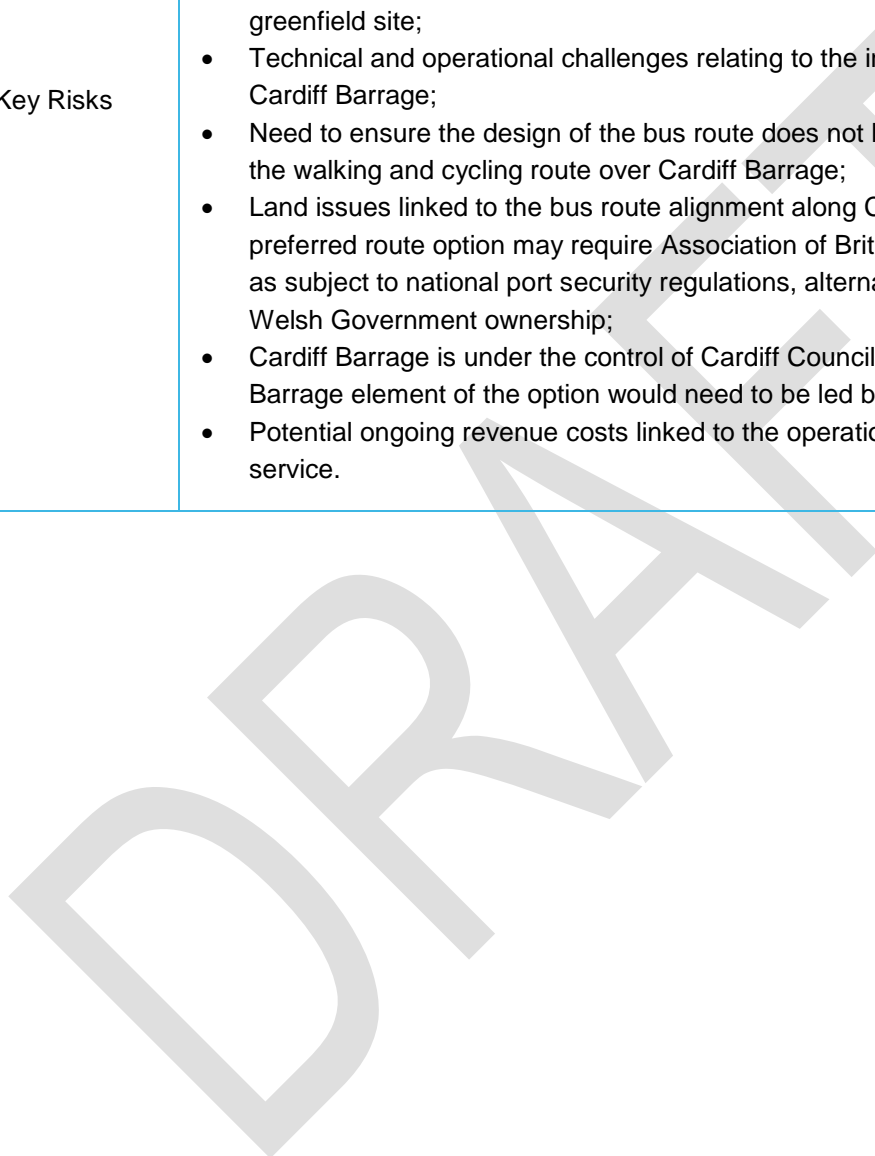 greenfield site;
• Technical and operational challenges relating to the
Key Risks
Cardiff Barrage;
• Need to ensure the design of the bus route does not
the walking and cycling route over Cardiff Barrage;
• Land issues linked to the bus route alignment along
preferred route option may require Association of
as subject to national port security regulations,
Welsh Government ownership;
• Cardiff Barrage is under the control of Cardiff Council
Barrage element of the option would need to be led
• Potential ongoing revenue costs linked to the
service.
DRAFT